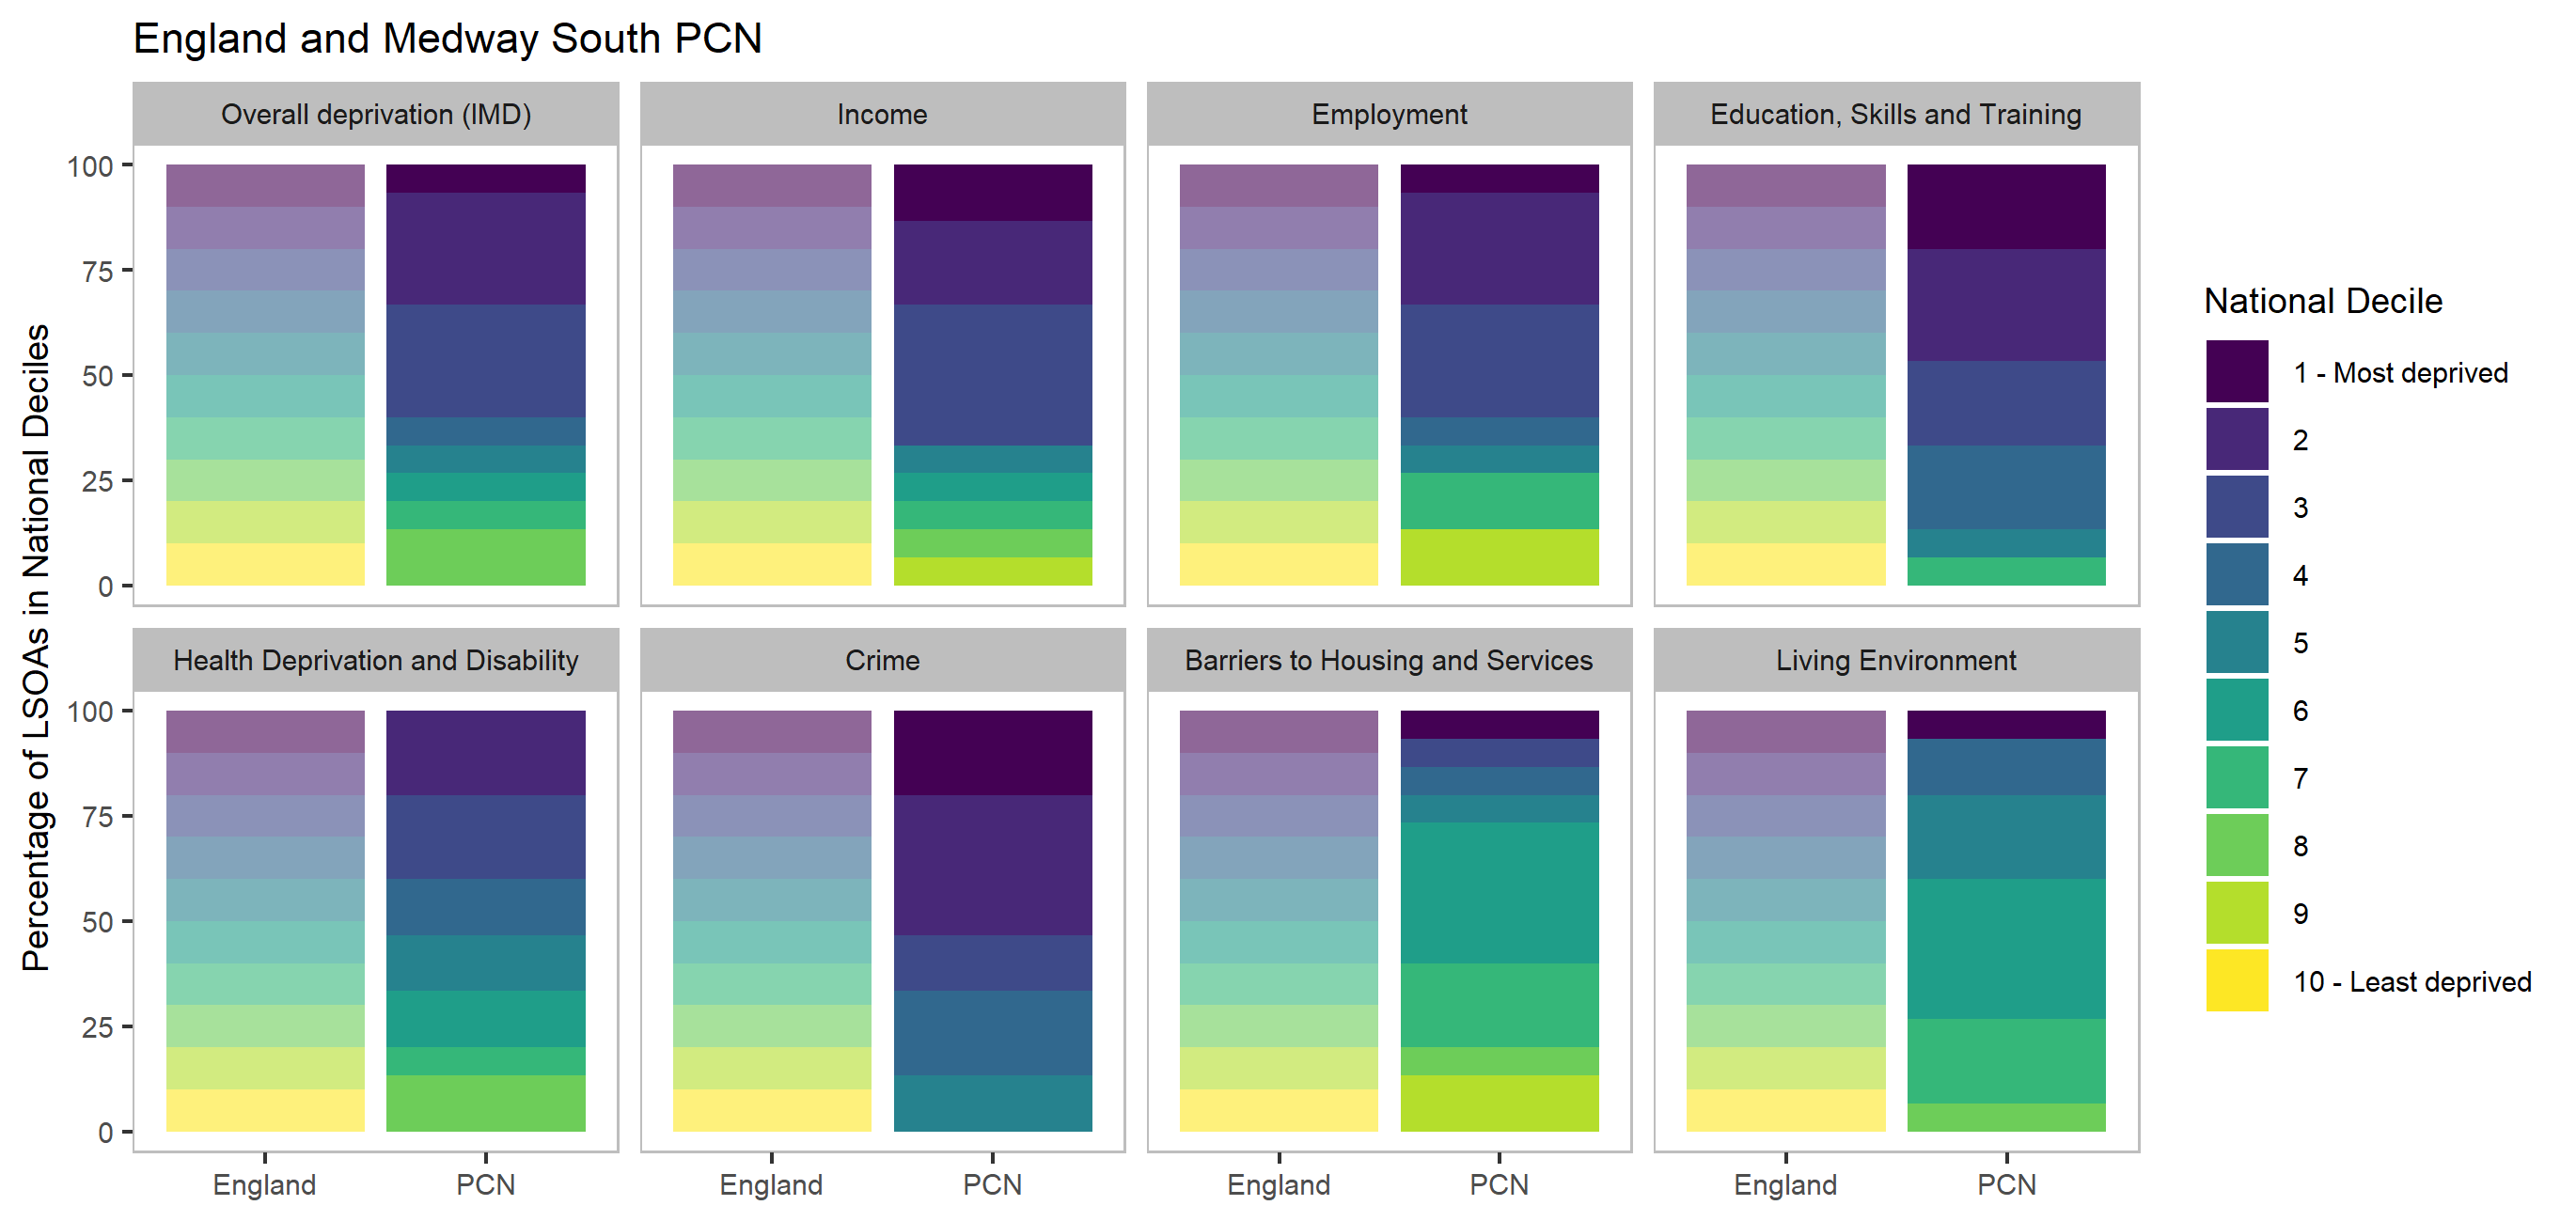 England and Medway South PCN
Overall deprivation (IMD)
Income
Employment
Education, Skills and Training
100
75
50
25
0
Health Deprivation and Disability
Crime
Barriers to Housing and Services
Living Environment
100
75
50
25
0
England
PCN
England
PCN
England
PCN
England
PCN
Percentage of LSOAs in National Deciles
National Decile
1 - Most deprived
2
3
4
5
6
7
8
9
10 - Least deprived